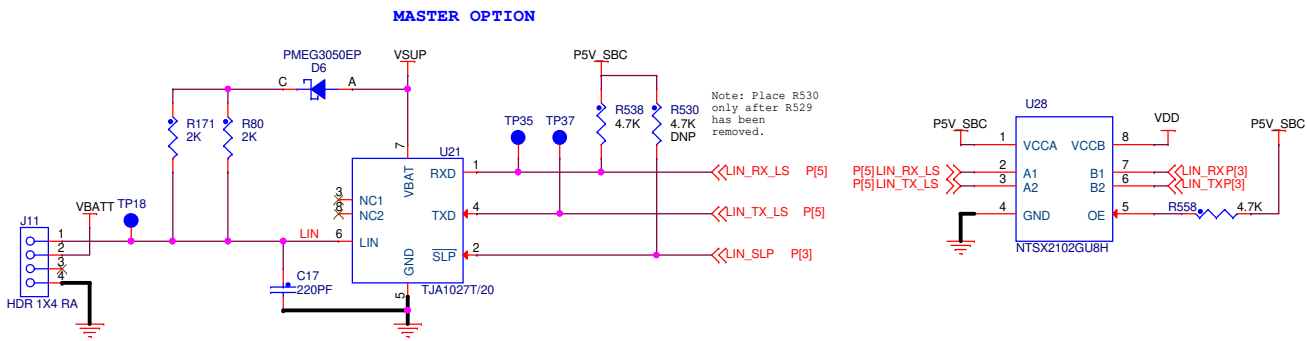 MASTER OPTION
PMEG3050EP
D6
C
A
VSUP
P5V_SBC
R171
2K
R80
2K
R538
4.7K
R530
4.7K
DNP
Note: Place R530
only after R529
has been
removed.
TP35
TP37
U21
7
VBAT
RXD
1
LIN_RX_LS P[5]
3
NC1
8
NC2
TXD
4
LIN_TX_LS P[5]
LIN
6
LIN
SLP
2
LIN_SLP P[3]
GND
5
TJA1027T/20
VBATT
TP18
J11
1
2
3
4
HDR 1X4 RA
C17
220PF
U28
P5V_SBC
VDD
P5V_SBC
1
VCCA
VCCB
8
P[5] LIN_RX_LS
2
A1
B1
7
LIN_RX P[3]
P[5] LIN_TX_LS
3
A2
B2
6
LIN_TX P[3]
4
GND
OE
5
R558
4.7K
NTSX2102GU8H